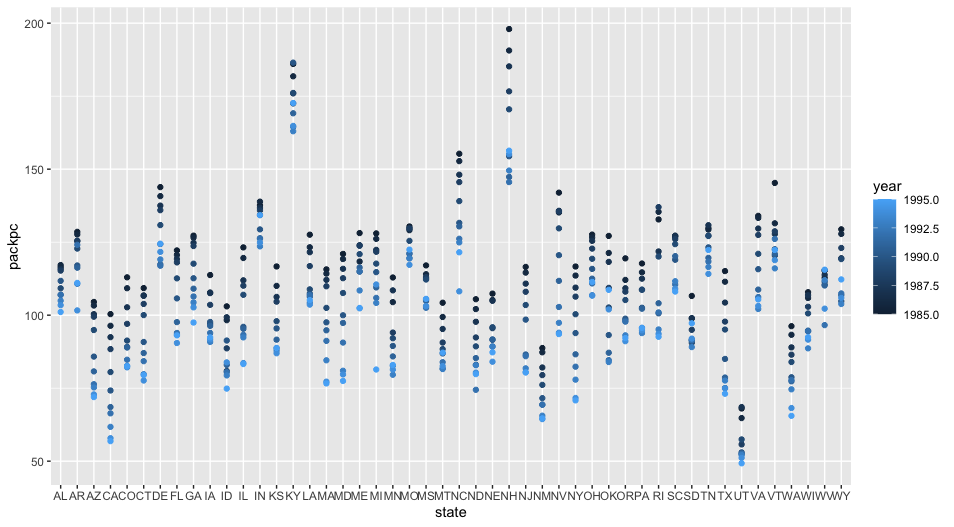 200
150
100
50
packpc
AL AR AZ CA CO CT DE FL GA IA ID IL IN KS KY LA MA MD ME MI MN MO MS MT NC ND NE NH NJ NM NV NY OH OK OR PA RI SC SD TN TX UT VA VT WA WI WV WY
state
year
1995.0
1992.5
1990.0
1987.5
1985.0